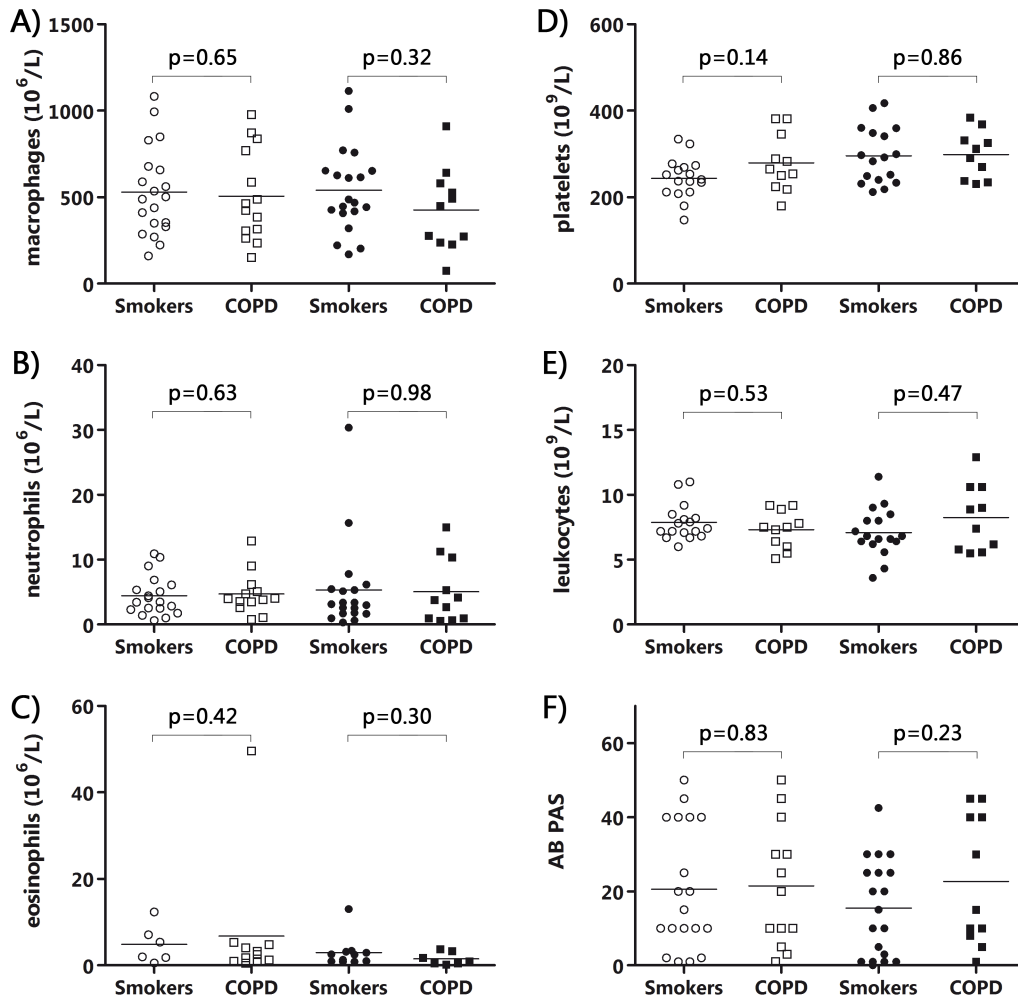 A)
macrophages (10⁶/L)
1500
1000
500
0
p=0.65
p=0.32
Smokers COPD Smokers COPD
D)
platelets (10⁹/L)
600
400
200
0
p=0.14
p=0.86
Smokers COPD Smokers COPD
B)
neutrophils (10⁶/L)
40
30
20
10
0
p=0.63
p=0.98
Smokers COPD Smokers COPD
E)
leukocytes (10⁹/L)
20
15
10
5
0
p=0.53
p=0.47
Smokers COPD Smokers COPD
C)
eosinophils (10⁶/L)
60
40
20
0
p=0.42
p=0.30
Smokers COPD Smokers COPD
F)
AB PAS
60
40
20
0
p=0.83
p=0.23
Smokers COPD Smokers COPD